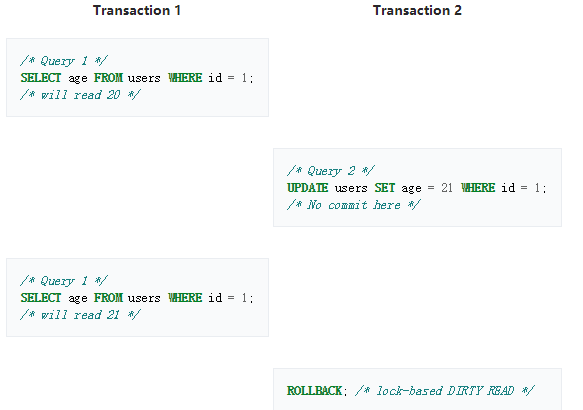 Transaction 1
Transaction 2
/* Query 1 */
SELECT age FROM users WHERE id = 1;
/* will read 20 */
/* Query 2 */
UPDATE users SET age = 21 WHERE id = 1;
/* No commit here */
/* Query 1 */
SELECT age FROM users WHERE id = 1;
/* will read 21 */
ROLLBACK; /* lock-based DIRTY READ */